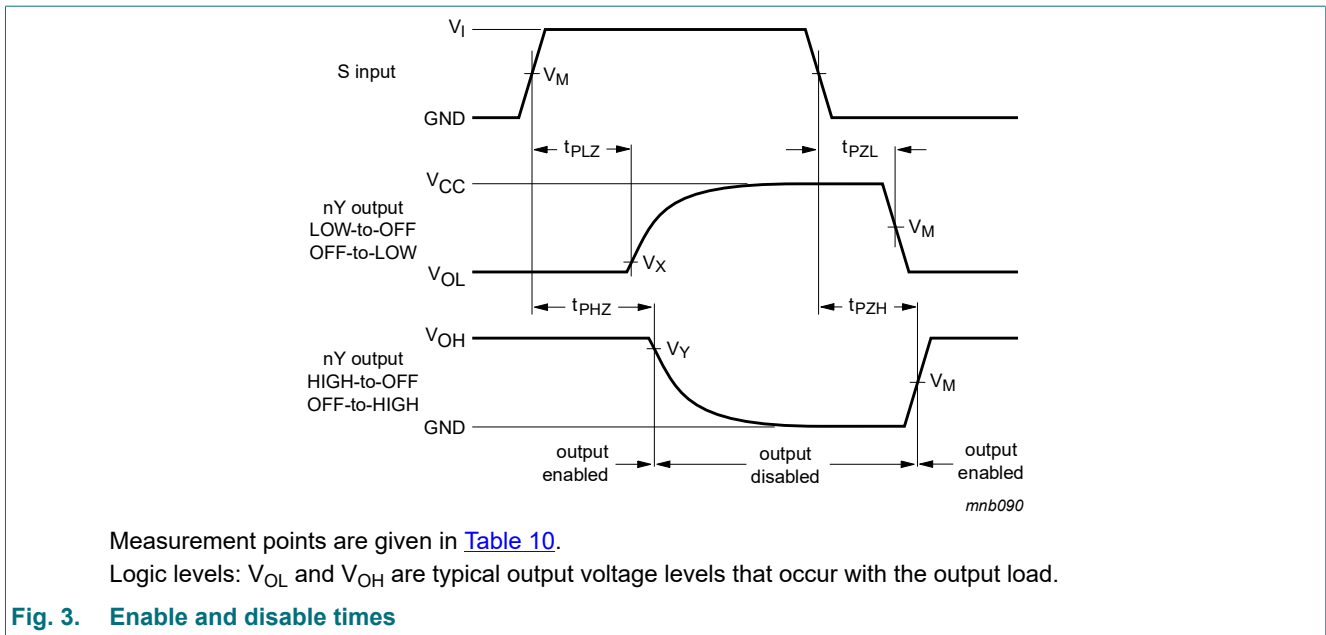 V_I
S input
V_M
GND
t_PLZ
t_PZL
V_CC
nY output
LOW-to-OFF
OFF-to-LOW
V_M
V_X
V_OL
t_PHZ
t_PZH
V_OH
nY output
HIGH-to-OFF
OFF-to-HIGH
V_Y
V_M
GND
output
enabled
output
disabled
output
enabled
mnb090
Measurement points are given in Table 10.
Logic levels: V_OL and V_OH are typical output voltage levels that occur with the output load.
Fig. 3. Enable and disable times